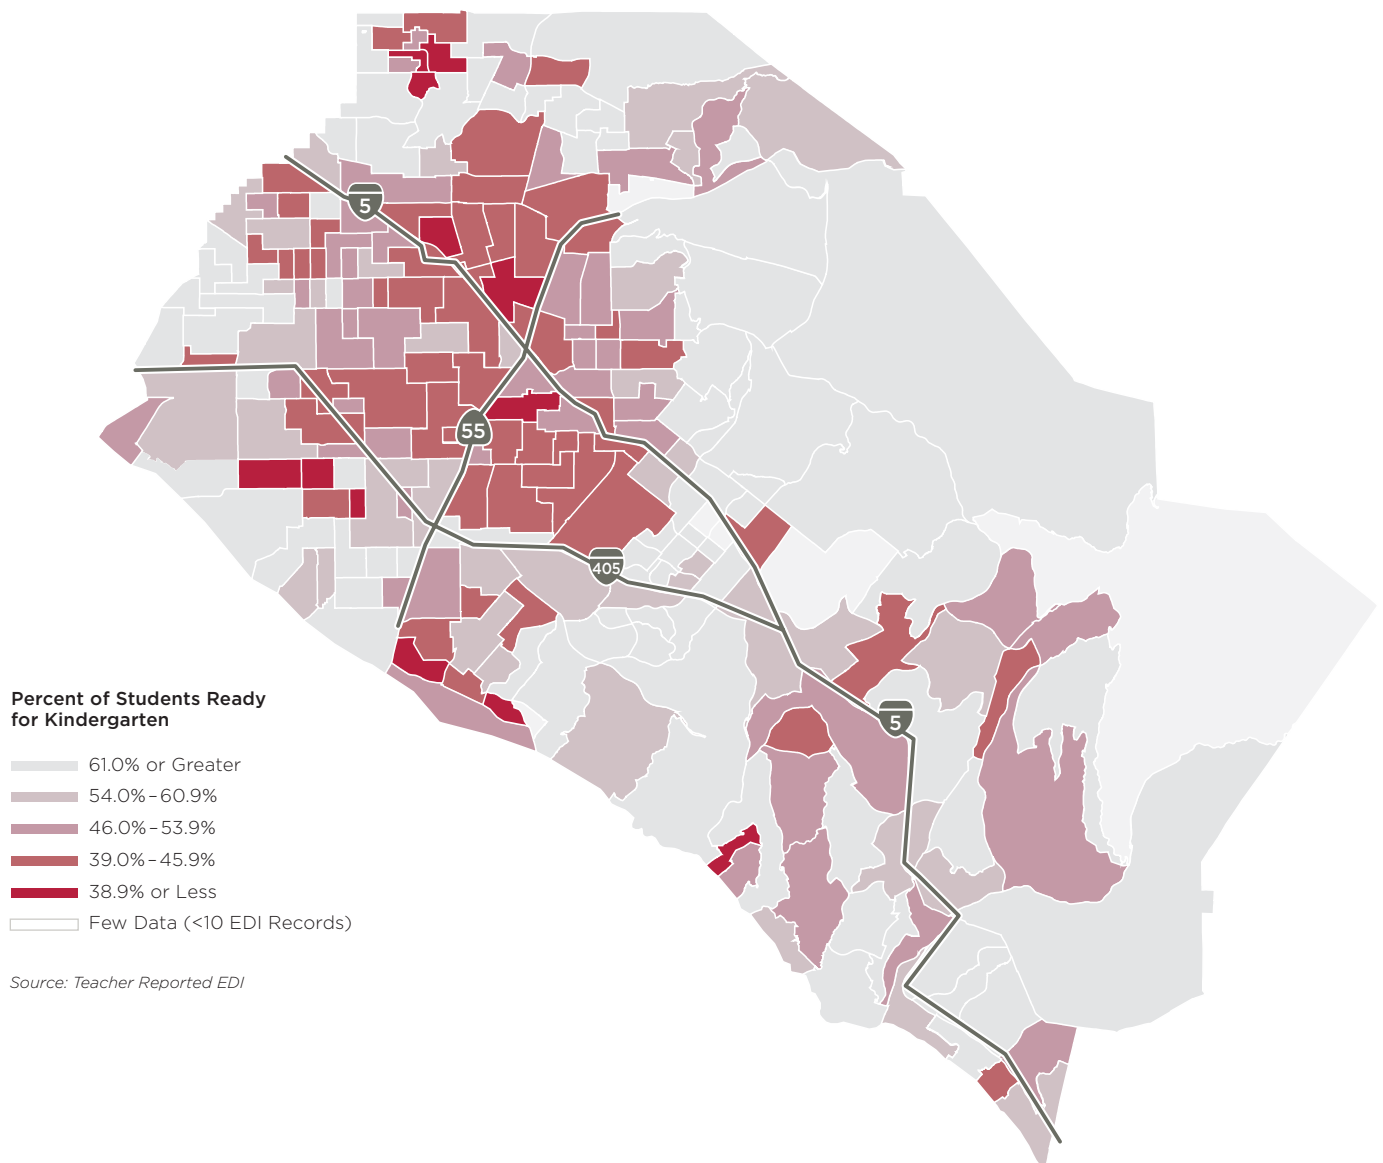 5
55
405
5
Percent of Students Ready
for Kindergarten
61.0% or Greater
54.0%–60.9%
46.0%–53.9%
39.0%–45.9%
38.9% or Less
Few Data (<10 EDI Records)
Source: Teacher Reported EDI